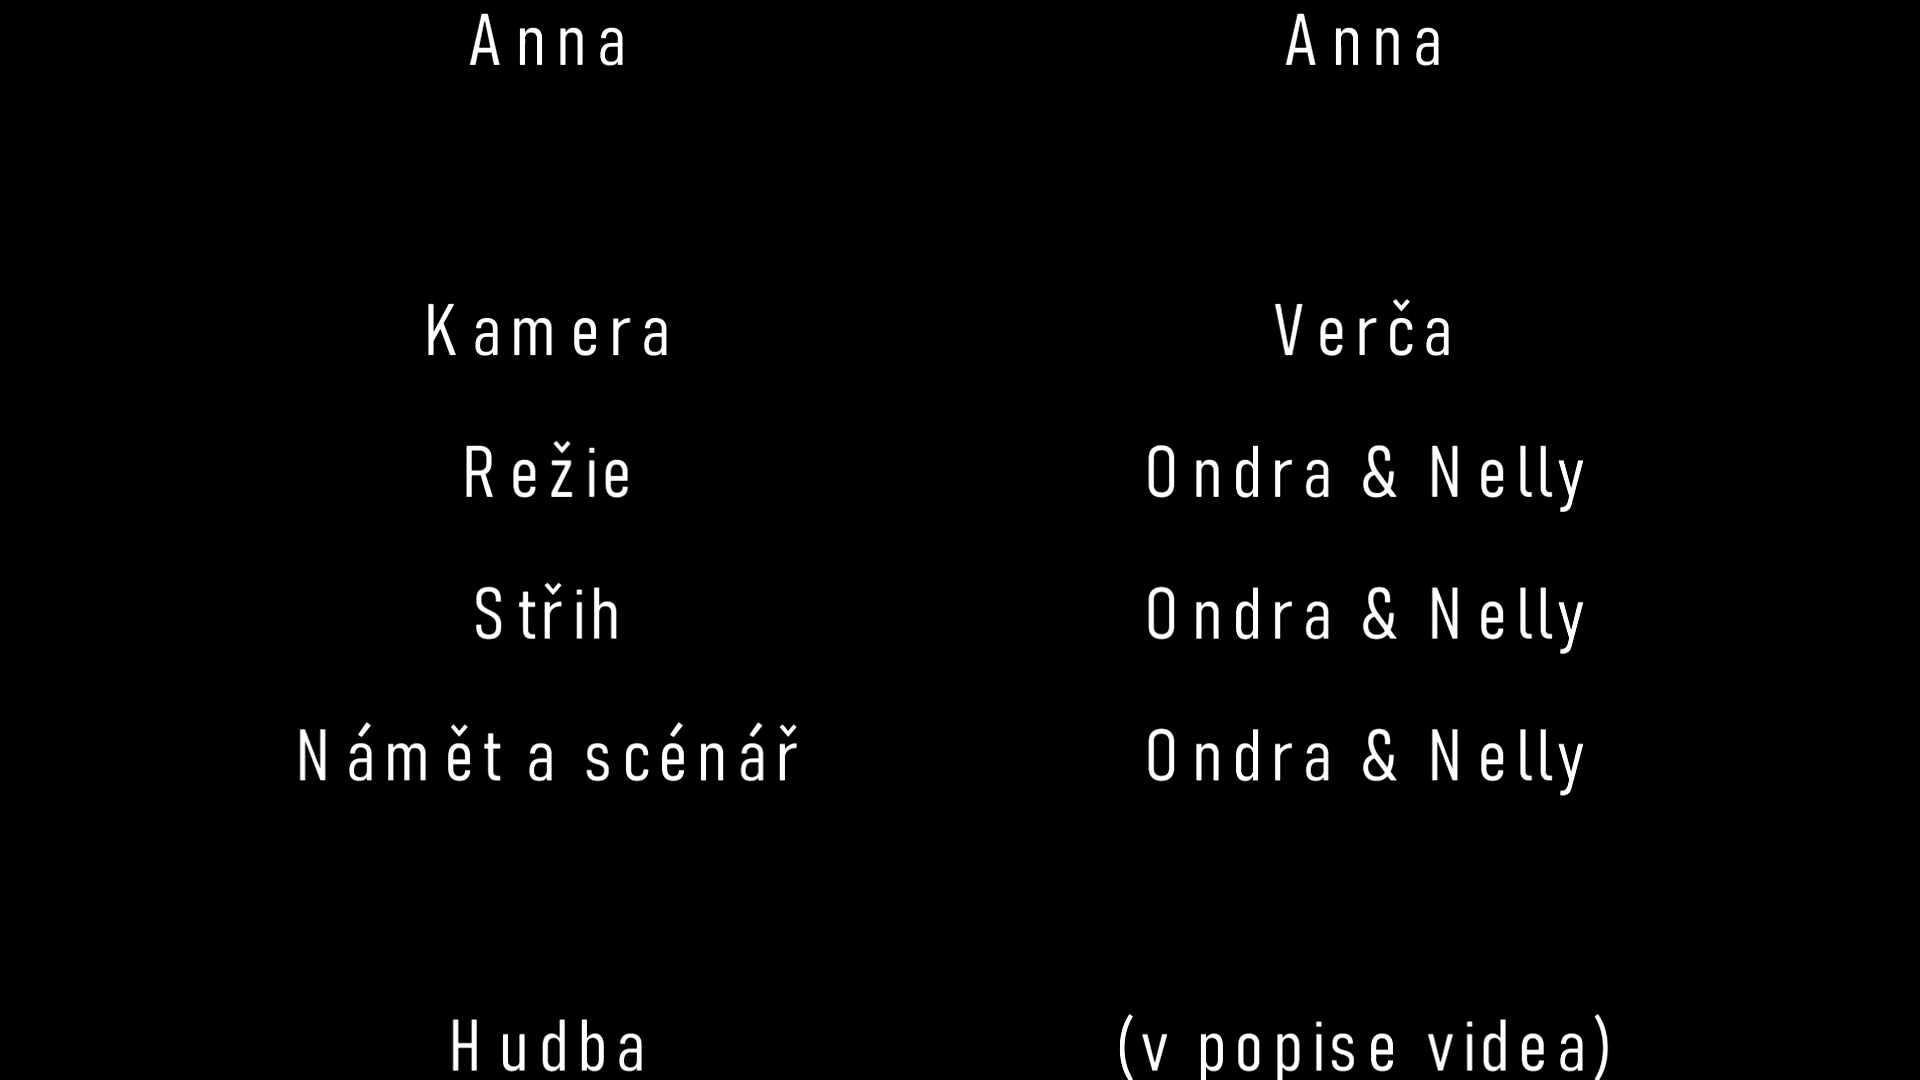 Anna Anna
Kamera Verča
Režie Ondra & Nelly
Střih Ondra & Nelly
Námět a scénář Ondra & Nelly
Hudba (v popise videa)